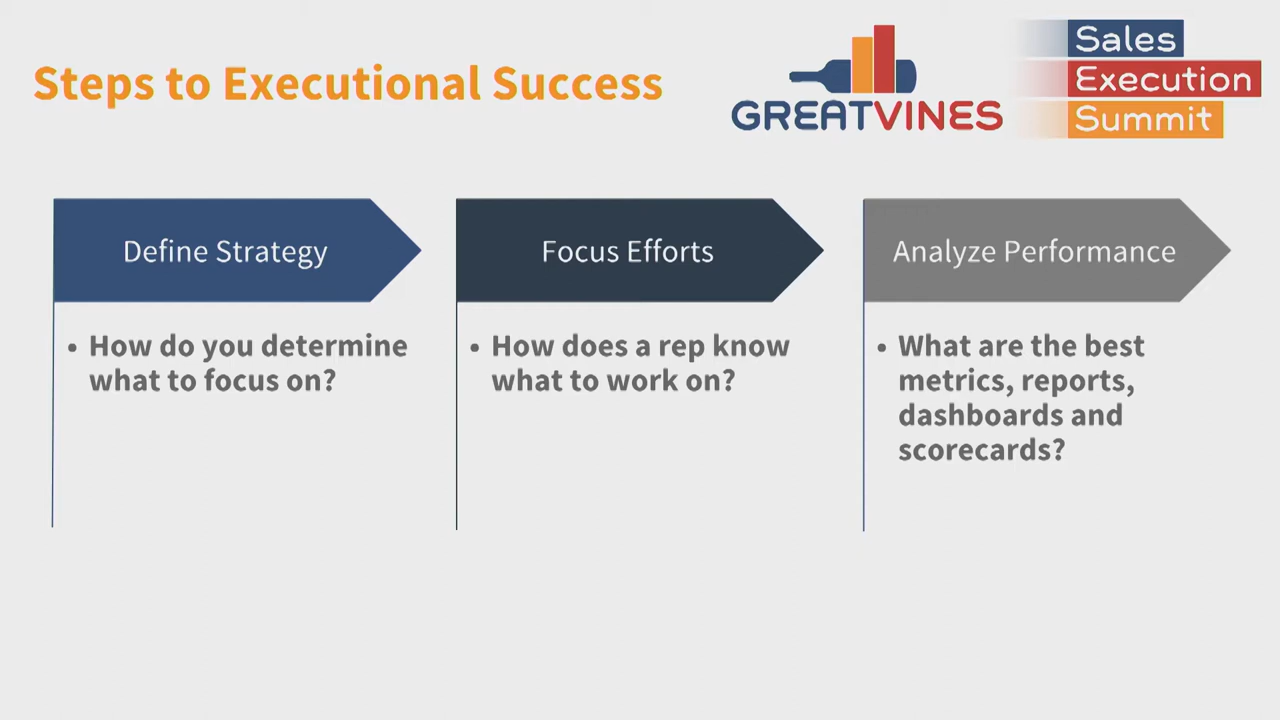 Steps to Executional Success
GREATVINES
Sales
Execution
Summit
Define Strategy
• How do you determine
what to focus on?
Focus Efforts
• How does a rep know
what to work on?
Analyze Performance
• What are the best
metrics, reports,
dashboards and
scorecards?